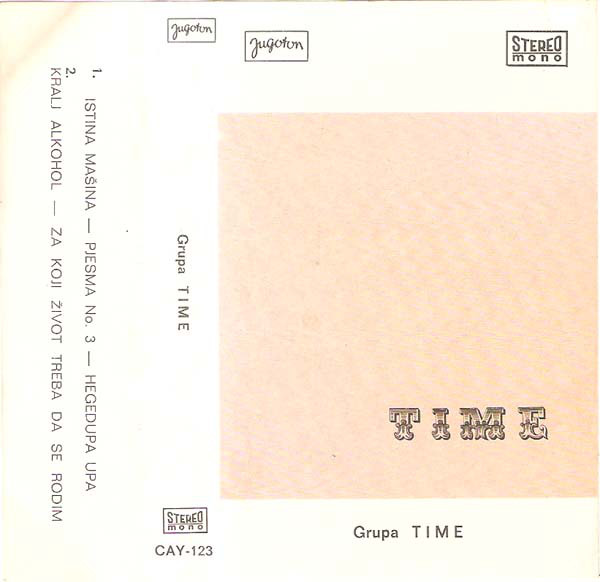 1. ISTINA MAŠINA — PJESMA No. 3 — HEGEDUPA UPA
2. KRALJ ALKOHOL — ZA KOJI ŽIVOT TREBA DA SE RODIM
Jugoton
Grupa TIME
STEREO
mono
CAY-123
Jugoton
STEREO
mono
TIME
Grupa TIME